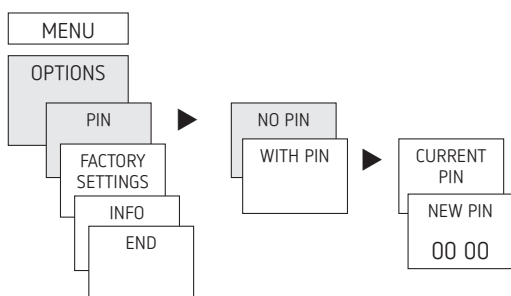 MENU
OPTIONS
PIN
FACTORY
SETTINGS
INFO
END
NO PIN
WITH PIN
CURRENT
PIN
NEW PIN
00 00